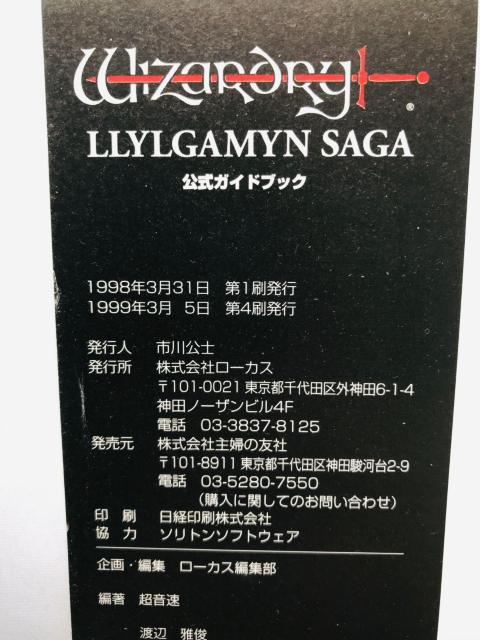 Wizardry®
LLYLGAMYN SAGA
公式ガイドブック
1998年3月31日 第1刷発行
1999年3月 5日 第4刷発行
発行人 市川公士
発行所 株式会社ローカス
〒101-0021 東京都千代田区外神田6-1-4
神田ノーザンビル4F
電話 03-3837-8125
発売元 株式会社主婦の友社
〒101-8911 東京都千代田区神田駿河台2-9
電話 03-5280-7550
（購入に関してのお問い合わせ）
印 刷 日経印刷株式会社
協 力 ソリトンソフトウェア
企画・編集 ローカス編集部
編著 超音速
渡辺 雅俊